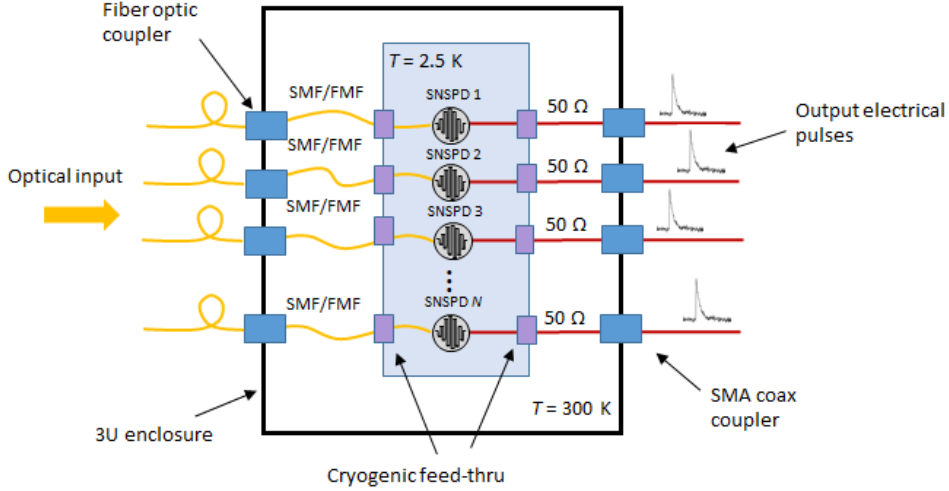 Fiber optic
coupler
T = 2.5 K
SMF/FMF
SNSPD 1
50 Ω
Output electrical
pulses
SMF/FMF
SNSPD 2
50 Ω
Optical input
SMF/FMF
SNSPD 3
50 Ω
SMF/FMF
SNSPD N
50 Ω
SMA coax
coupler
T = 300 K
3U enclosure
Cryogenic feed-thru